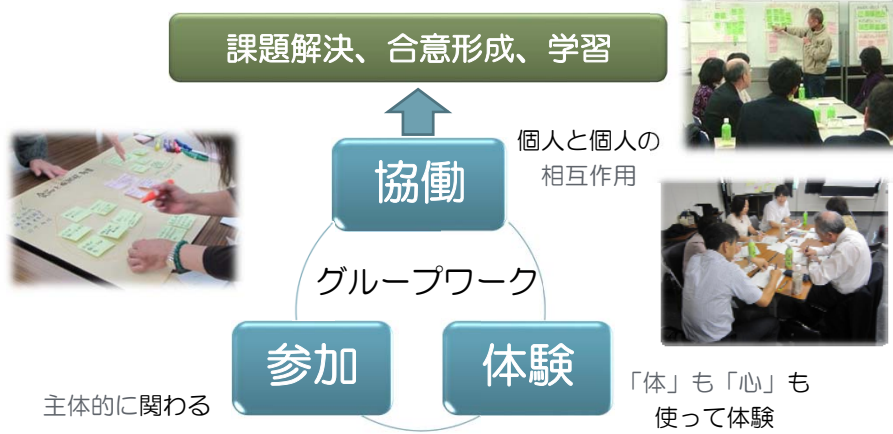 課題解決、合意形成、学習
個人と個人の
相互作用
協働
グループワーク
参加
体験
主体的に関わる
「体」も「心」も
使って体験